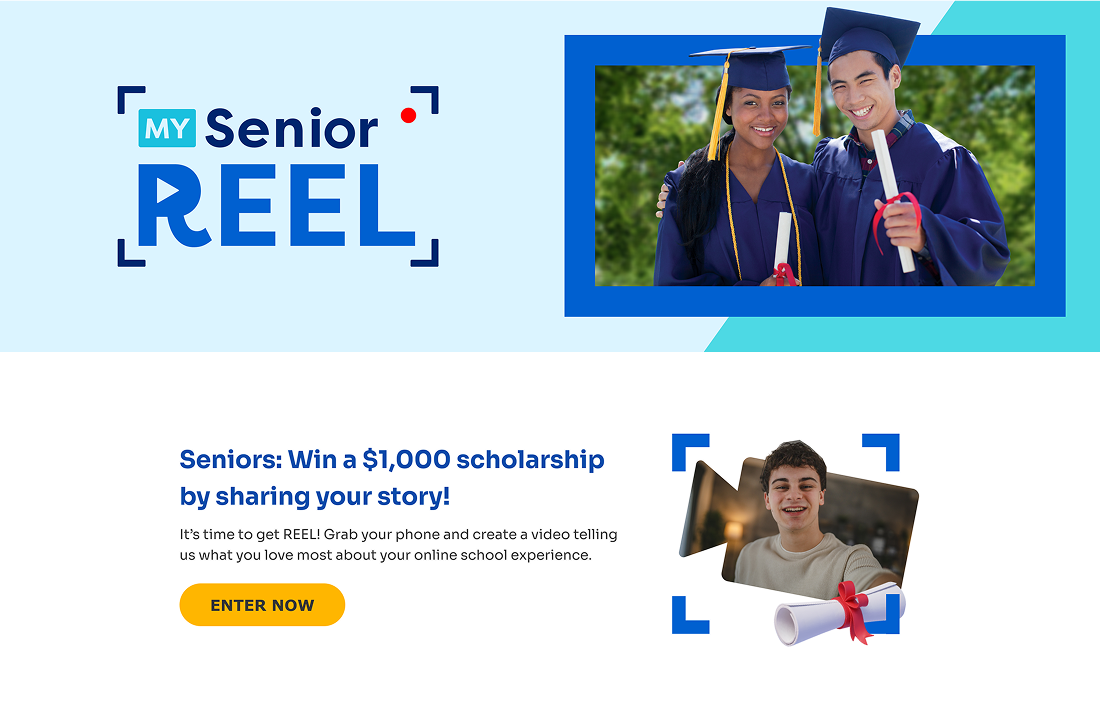 MY Senior
REEL
Seniors: Win a $1,000 scholarship
by sharing your story!
It's time to get REEL! Grab your phone and create a video telling
us what you love most about your online school experience.
ENTER NOW